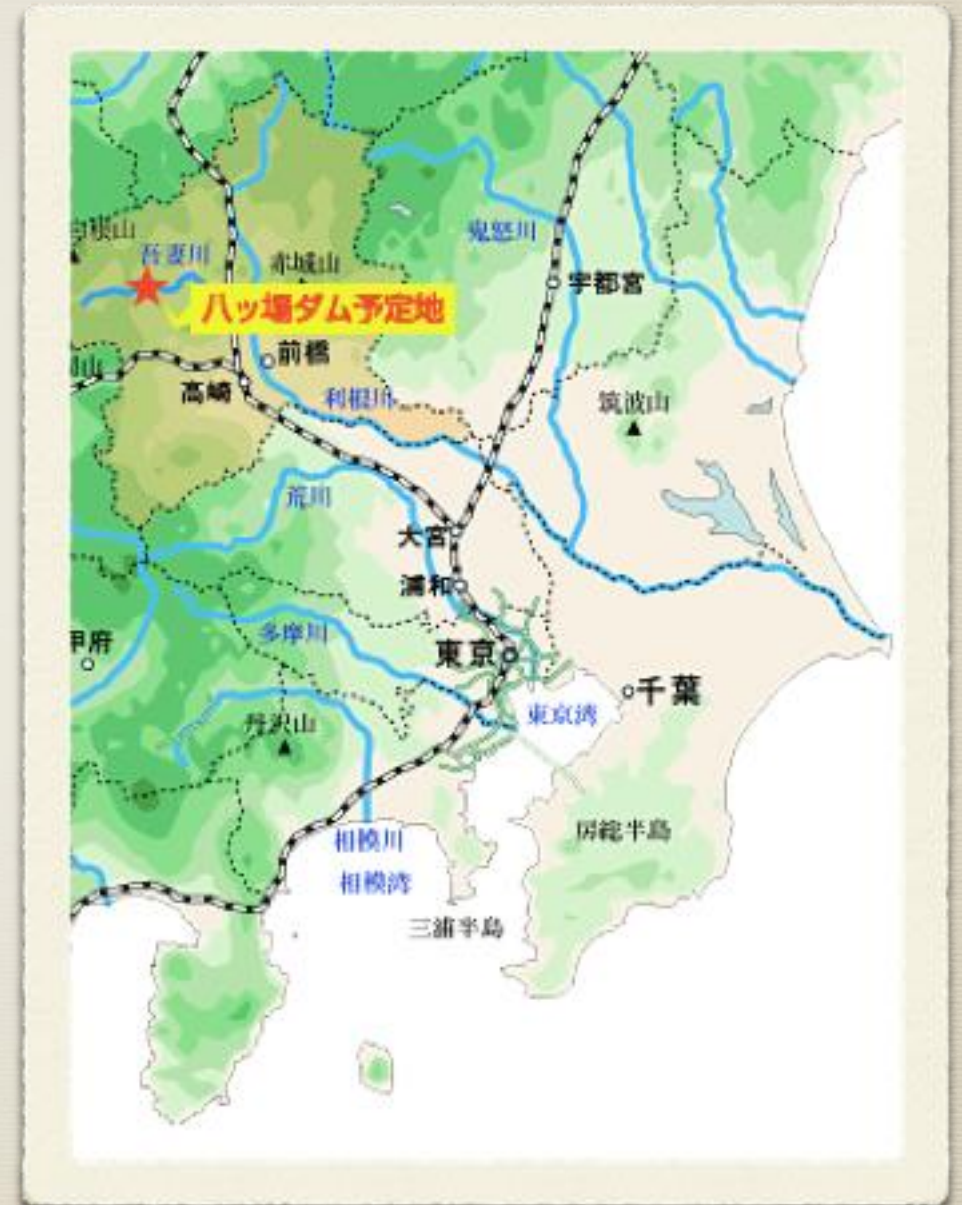 鬼怒川
吾妻川
赤城山
宇都宮
八ッ場ダム予定地
前橋
高崎
利根川
筑波山
荒川
大宮
浦和
多摩川
甲府
東京
千葉
東京湾
丹沢山
房総半島
相模川
相模湾
三浦半島